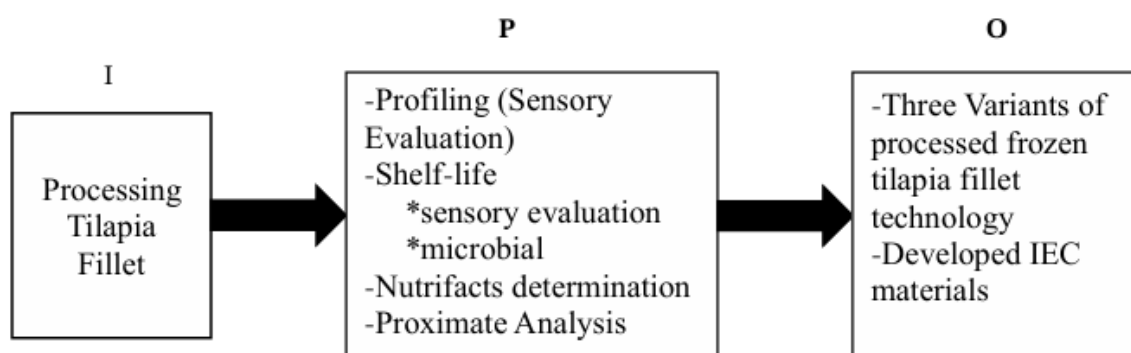 I
Processing
Tilapia
Fillet
P
-Profiling (Sensory
Evaluation)
-Shelf-life
*sensory evaluation
*microbial
-Nutrifacts determination
-Proximate Analysis
O
-Three Variants of
processed frozen
tilapia fillet
technology
-Developed IEC
materials